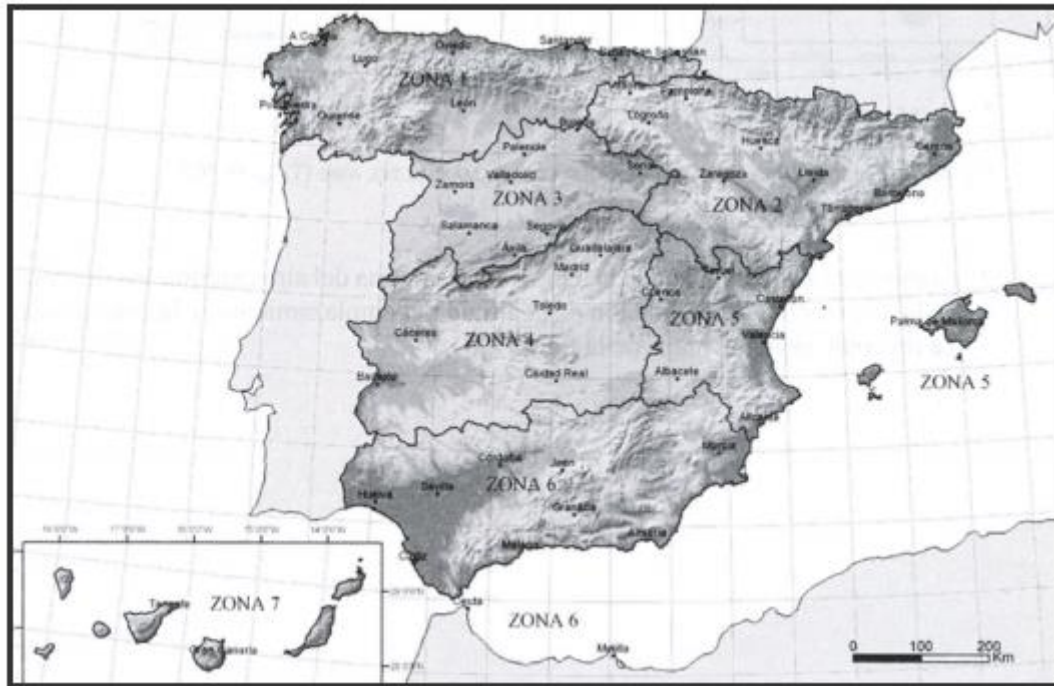 A Coruña
Oviedo
Santander
San Sebastián
Lugo
ZONA 1
León
Pontevedra
Ourense
Vitoria
Pamplona
Logroño
Burgos
Huesca
Girona
Palencia
Soria
Zaragoza
Lleida
Barcelona
Zamora
Valladolid
ZONA 3
ZONA 2
Tarragona
Salamanca
Segovia
Ávila
Guadalajara
Madrid
Teruel
Cuenca
Castellón
Toledo
Cáceres
ZONA 4
ZONA 5
Valencia
Palma de Mallorca
Badajoz
Ciudad Real
Albacete
ZONA 5
Alicante
Murcia
Córdoba
Jaén
Huelva
Sevilla
ZONA 6
Granada
Cádiz
Málaga
Almería
Ceuta
ZONA 6
Melilla
Tenerife
ZONA 7
Gran Canaria
0 100 200
Km